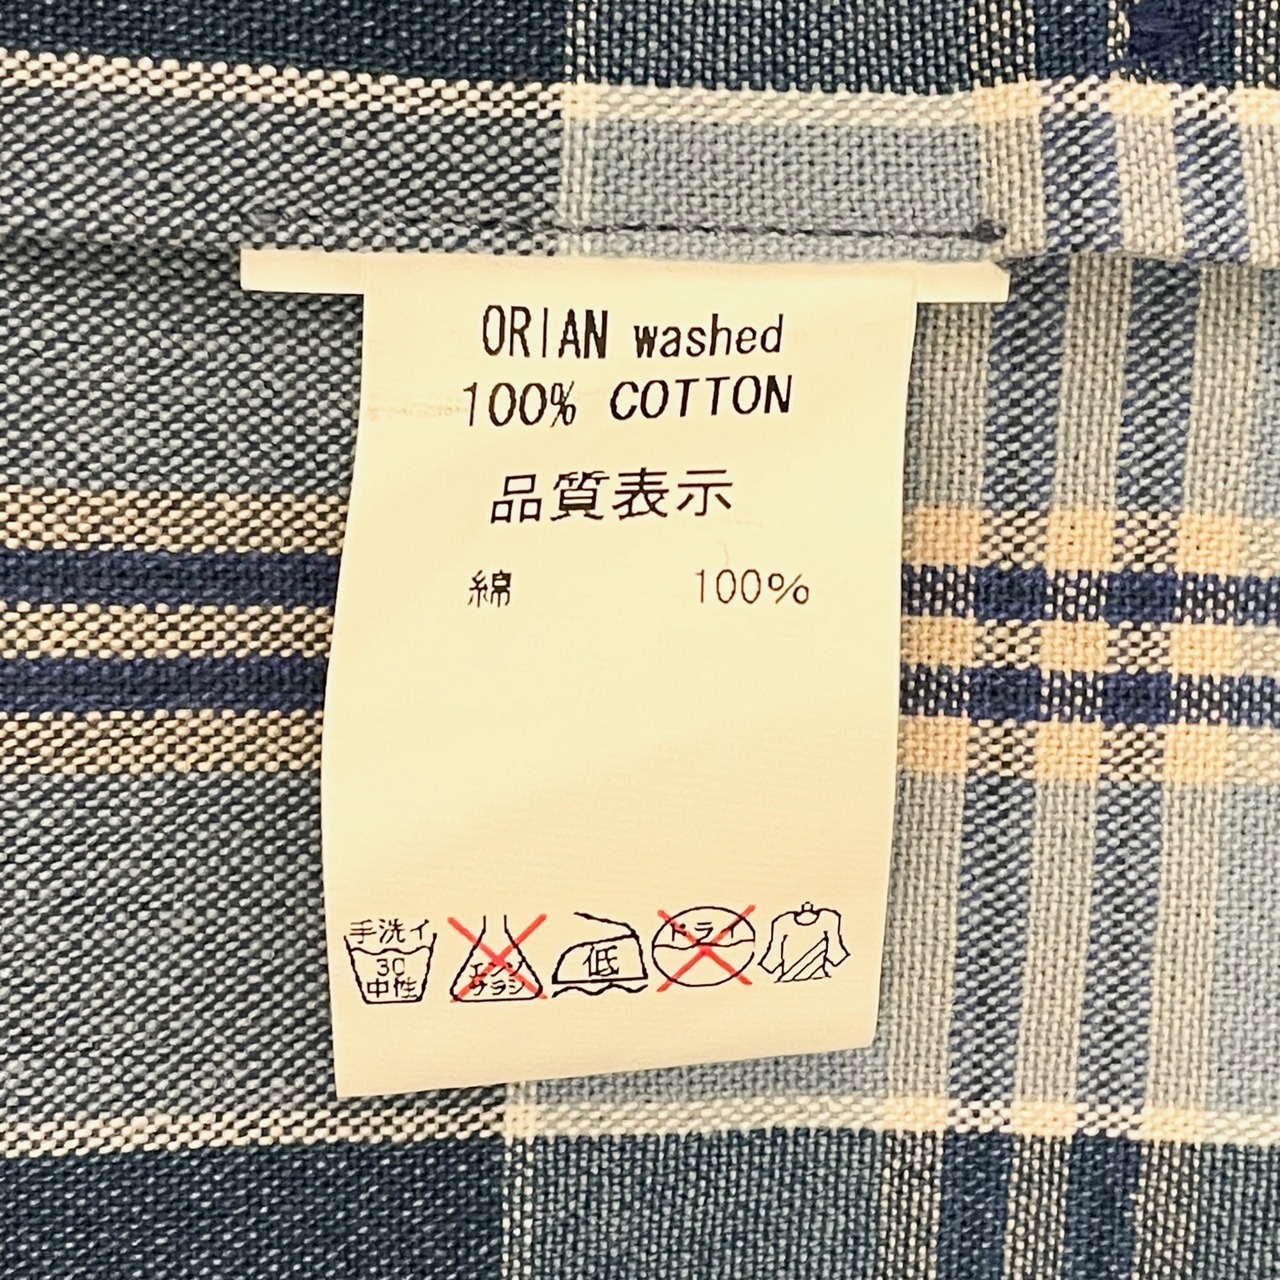 ORIAN washed
100% COTTON
品質表示
綿 100%
手洗イ
30
中性
エンソ
サラシ
低
ドライ